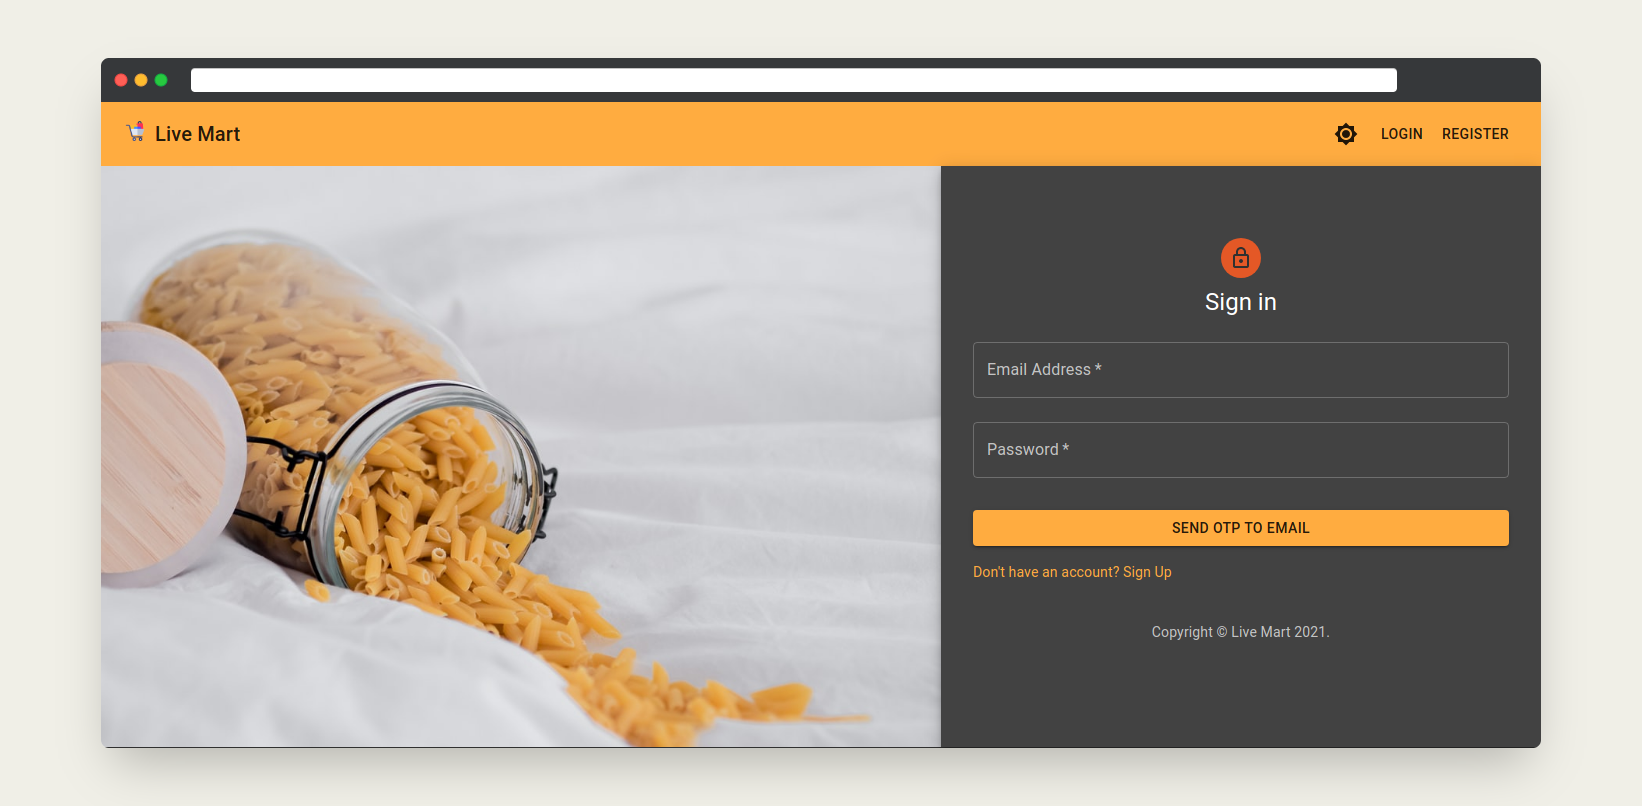 Live Mart
LOGIN REGISTER
Sign in
Email Address *
Password *
SEND OTP TO EMAIL
Don't have an account? Sign Up
Copyright © Live Mart 2021.